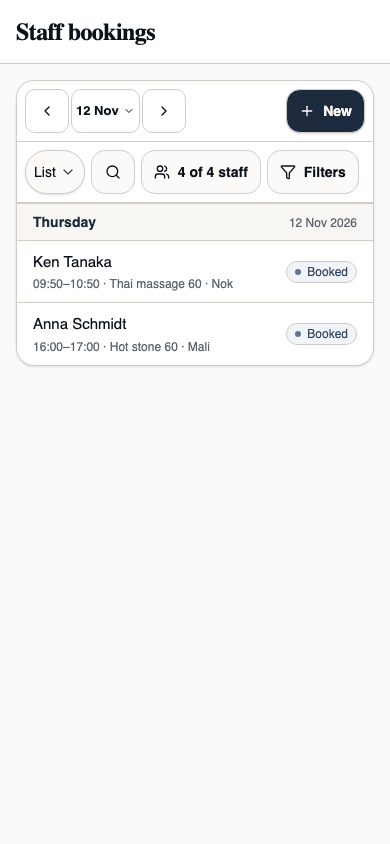 Staff bookings
12 Nov
New
List
4 of 4 staff
Filters
Thursday
12 Nov 2026
Ken Tanaka
09:50–10:50 · Thai massage 60 · Nok
Booked
Anna Schmidt
16:00–17:00 · Hot stone 60 · Mali
Booked